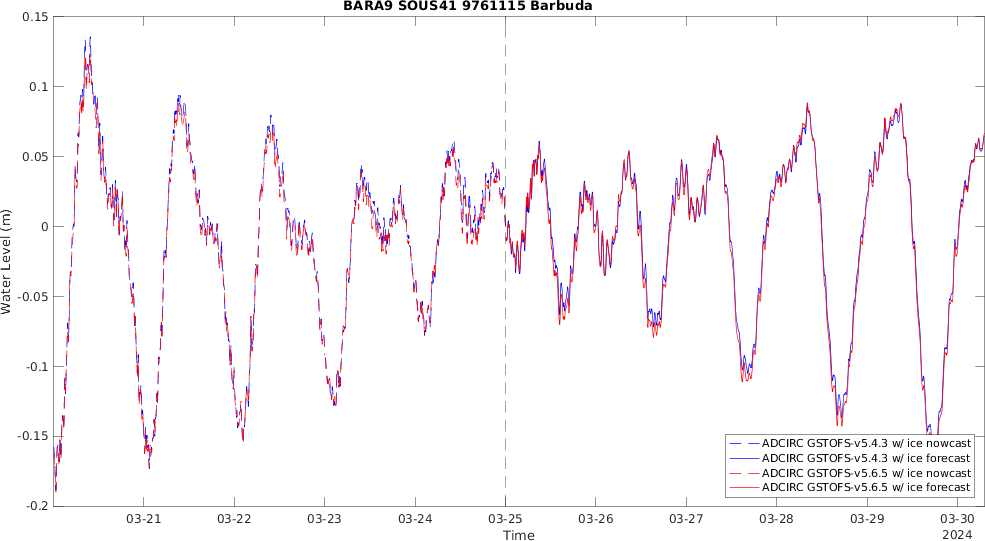 BARA9 SOUS41 9761115 Barbuda
Water Level (m)
0.15
0.1
0.05
0
-0.05
-0.1
-0.15
-0.2
03-21 03-22 03-23 03-24 03-25 03-26 03-27 03-28 03-29 03-30
2024
Time
ADCIRC GSTOFS-v5.4.3 w/ ice nowcast
ADCIRC GSTOFS-v5.4.3 w/ ice forecast
ADCIRC GSTOFS-v5.6.5 w/ ice nowcast
ADCIRC GSTOFS-v5.6.5 w/ ice forecast